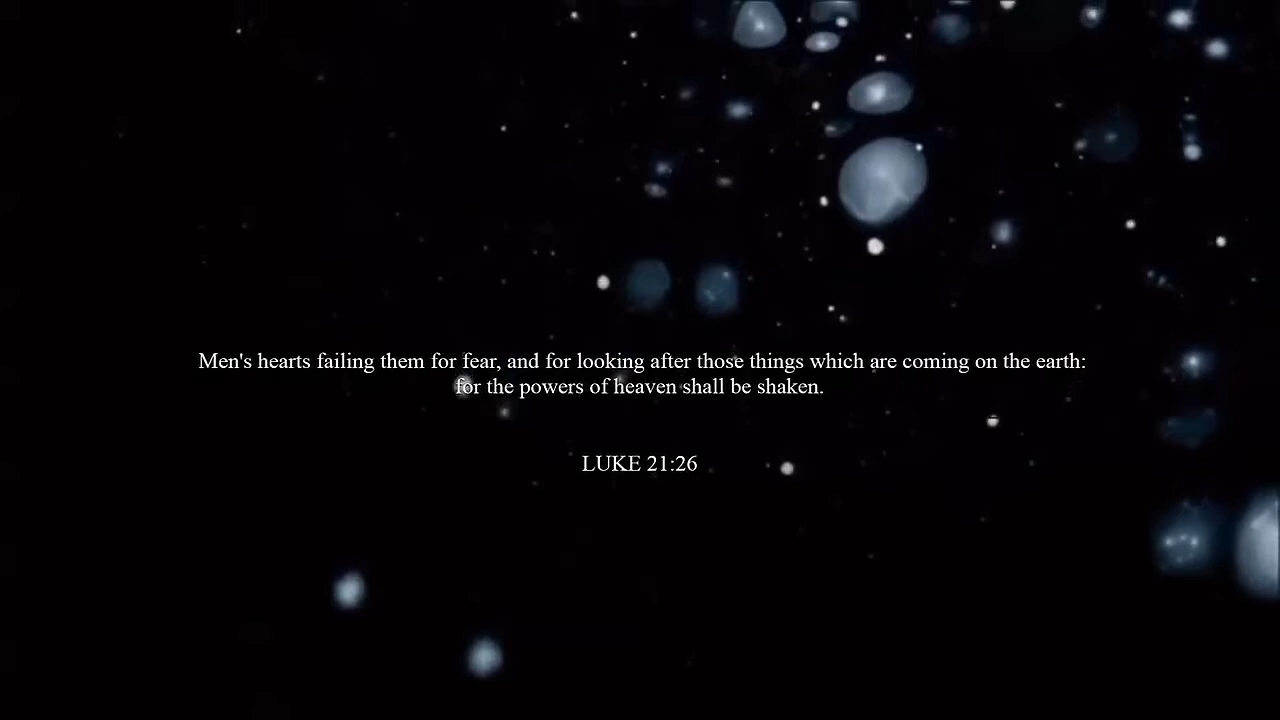 Men's hearts failing them for fear, and for looking after those things which are coming on the earth:
for the powers of heaven shall be shaken.
LUKE 21:26